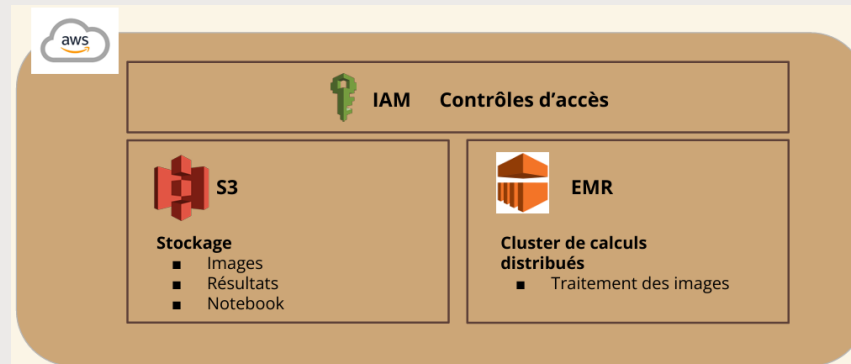 aws
IAM Contrôles d'accès
S3
Stockage
■ Images
■ Résultats
■ Notebook
EMR
Cluster de calculs
distribués
■ Traitement des images